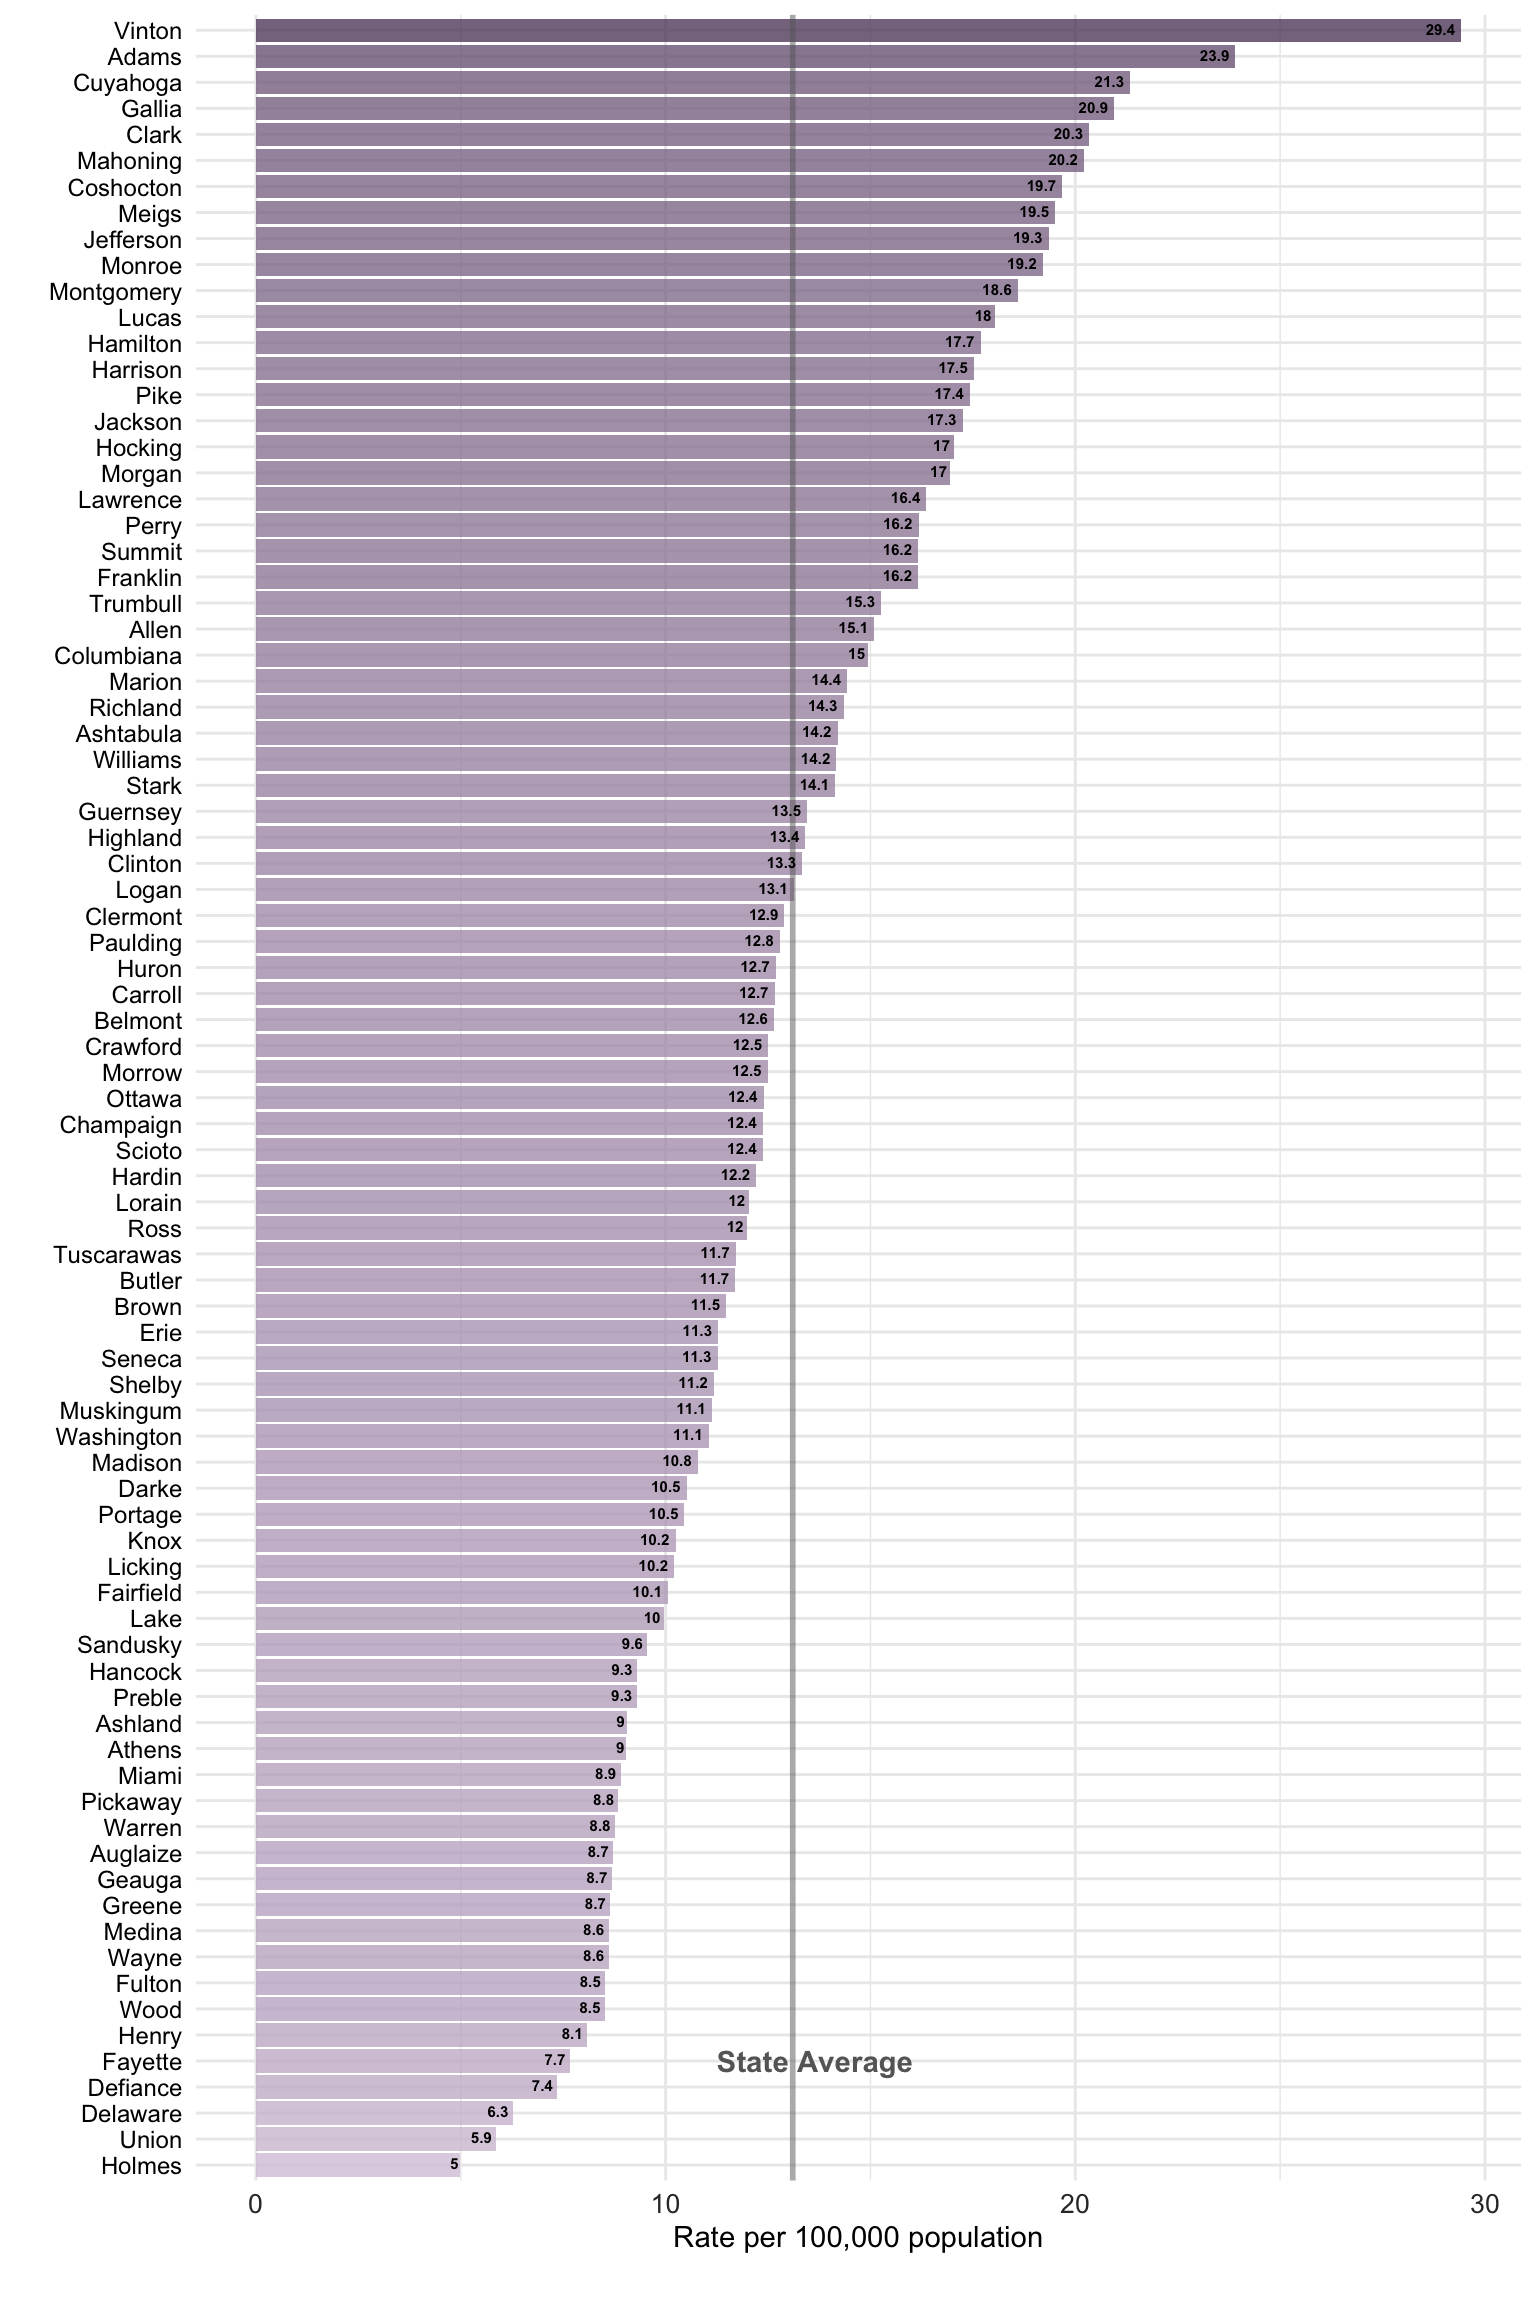 Vinton 29.4
Adams 23.9
Cuyahoga 21.3
Gallia 20.9
Clark 20.3
Mahoning 20.2
Coshocton 19.7
Meigs 19.5
Jefferson 19.3
Monroe 19.2
Montgomery 18.6
Lucas 18
Hamilton 17.7
Harrison 17.5
Pike 17.4
Jackson 17.3
Hocking 17
Morgan 17
Lawrence 16.4
Perry 16.2
Summit 16.2
Franklin 16.2
Trumbull 15.3
Allen 15.1
Columbiana 15
Marion 14.4
Richland 14.3
Ashtabula 14.2
Williams 14.2
Stark 14.1
Guernsey 13.5
Highland 13.4
Clinton 13.3
Logan 13.1
Clermont 12.9
Paulding 12.8
Huron 12.7
Carroll 12.7
Belmont 12.6
Crawford 12.5
Morrow 12.5
Ottawa 12.4
Champaign 12.4
Scioto 12.4
Hardin 12.2
Lorain 12
Ross 12
Tuscarawas 11.7
Butler 11.7
Brown 11.5
Erie 11.3
Seneca 11.3
Shelby 11.2
Muskingum 11.1
Washington 11.1
Madison 10.8
Darke 10.5
Portage 10.5
Knox 10.2
Licking 10.2
Fairfield 10.1
Lake 10
Sandusky 9.6
Hancock 9.3
Preble 9.3
Ashland 9
Athens 9
Miami 8.9
Pickaway 8.8
Warren 8.8
Auglaize 8.7
Geauga 8.7
Greene 8.7
Medina 8.6
Wayne 8.6
Fulton 8.5
Wood 8.5
Henry 8.1
Fayette 7.7 State Average
Defiance 7.4
Delaware 6.3
Union 5.9
Holmes 5
0 10 20 30
Rate per 100,000 population